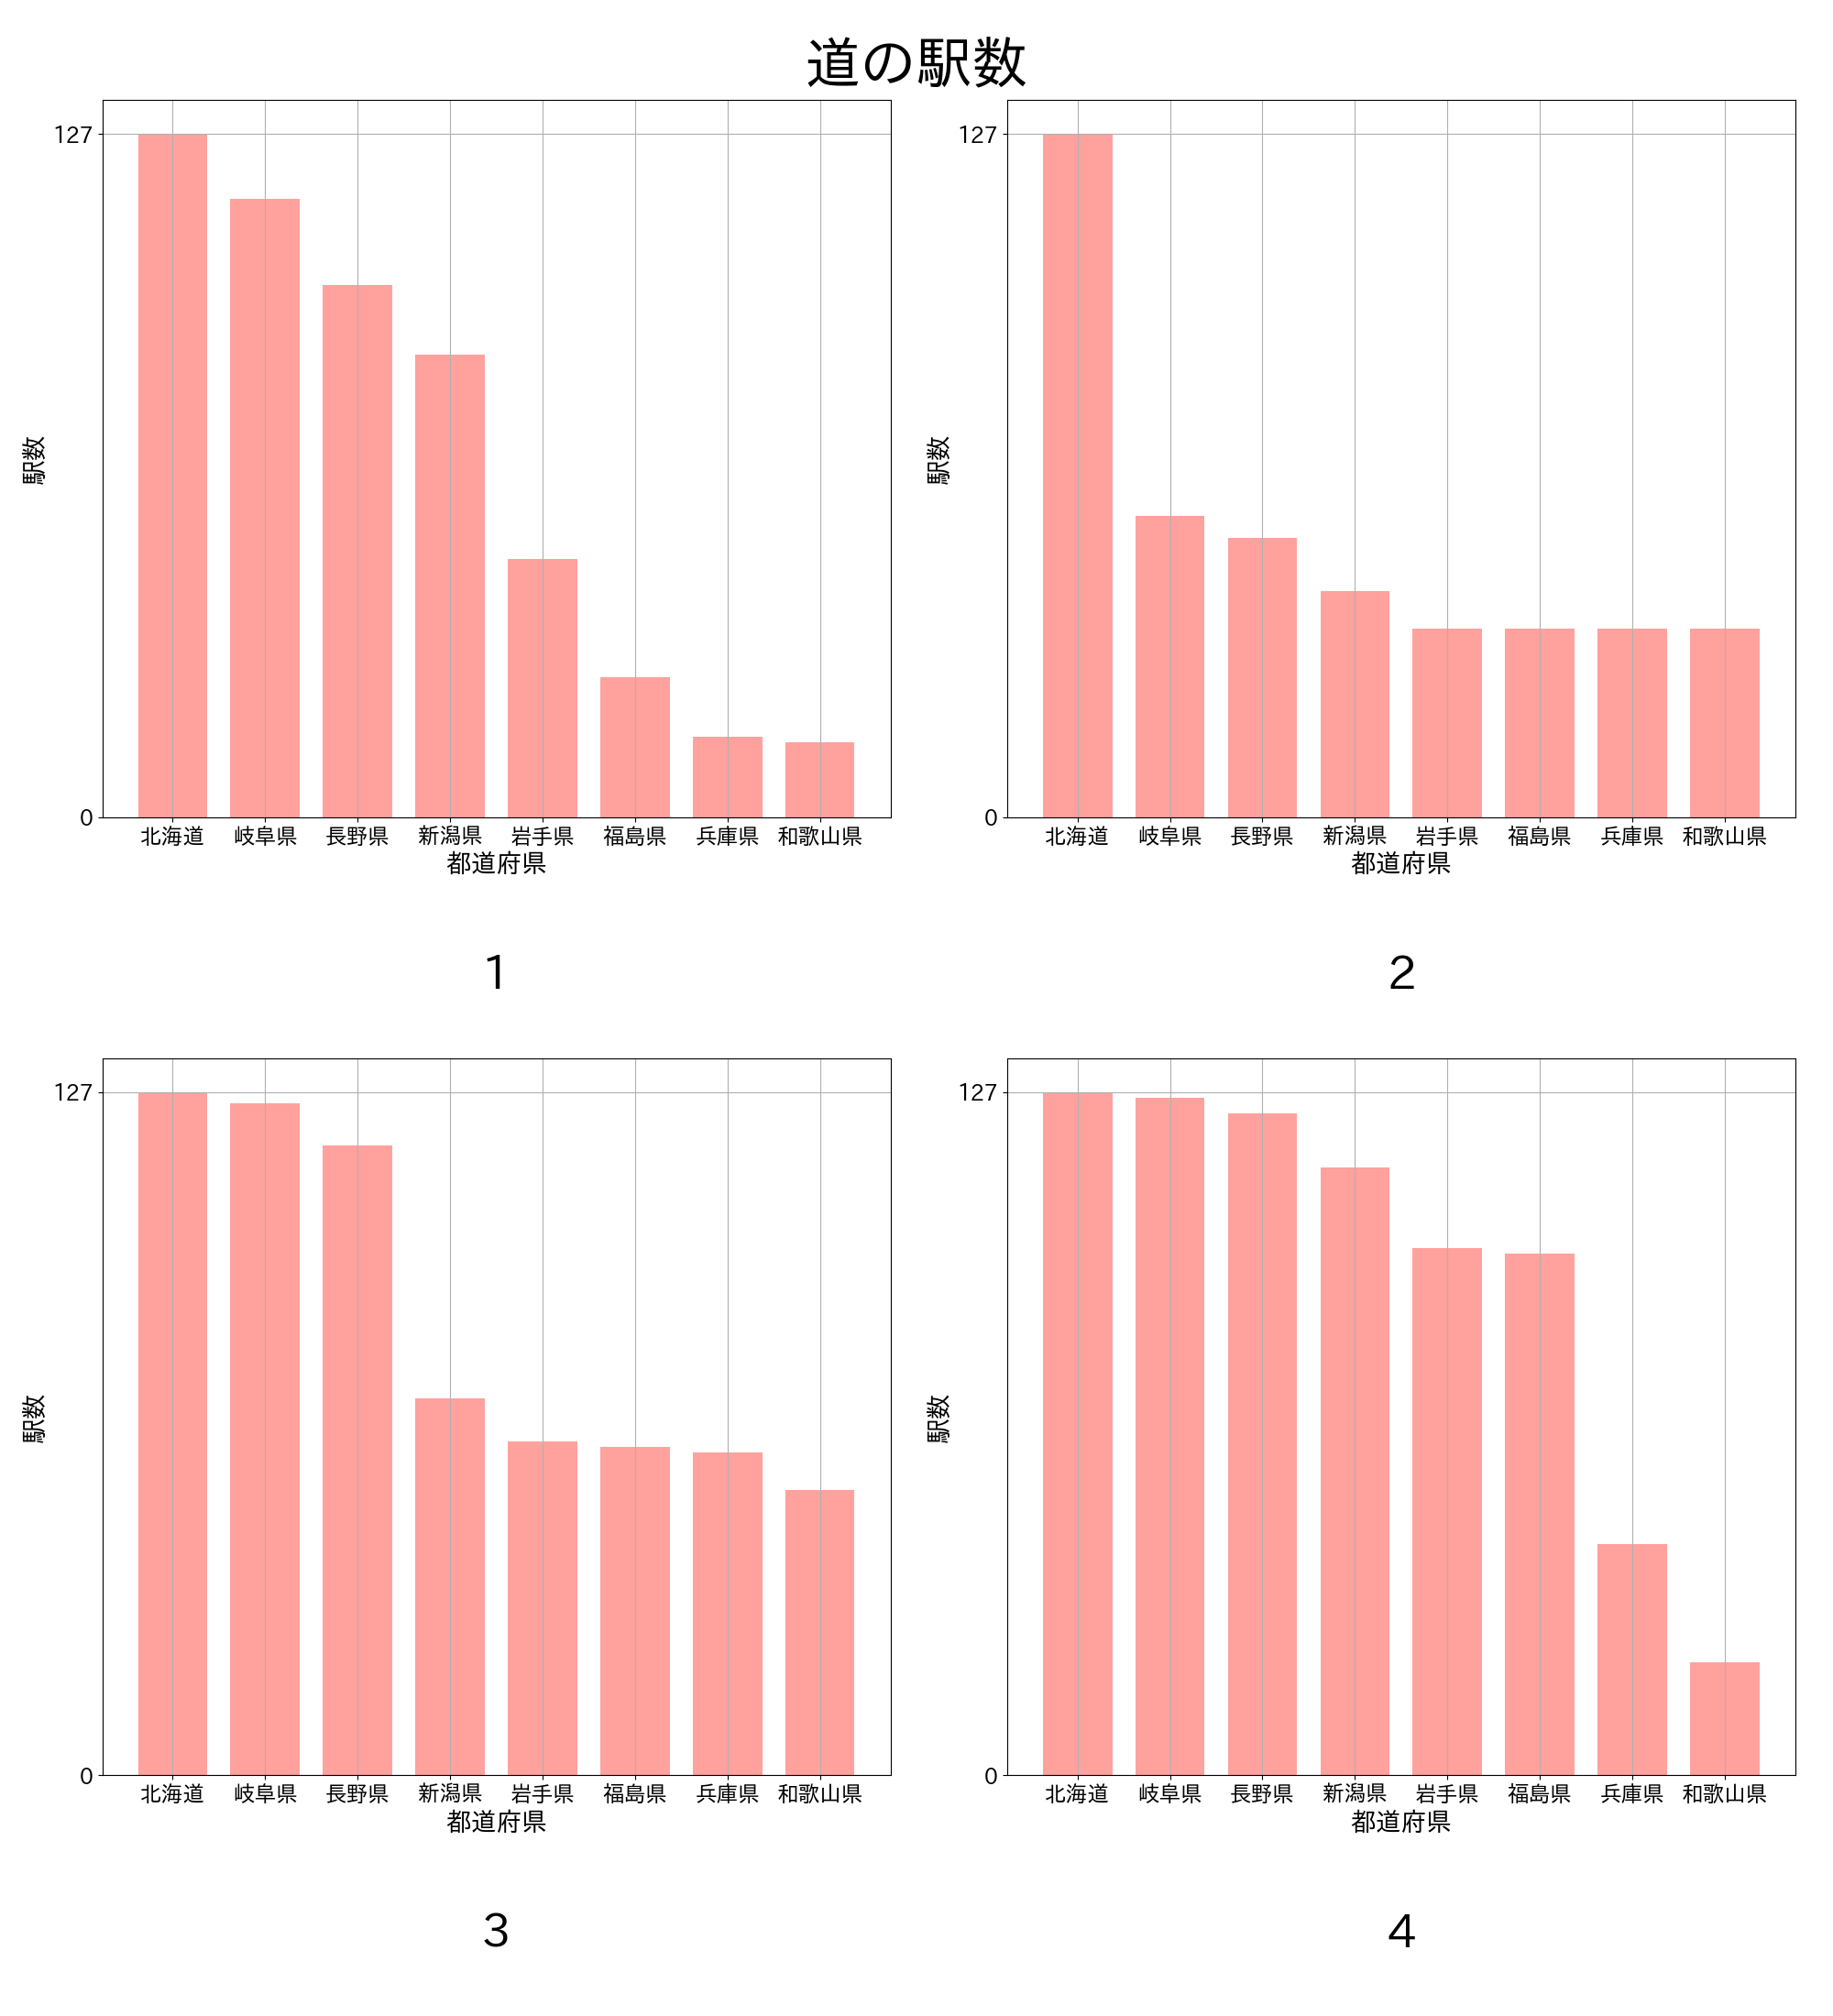 道の駅数
127
0
駅数
北海道 岐阜県 長野県 新潟県 岩手県 福島県 兵庫県 和歌山県
都道府県
1
127
0
駅数
北海道 岐阜県 長野県 新潟県 岩手県 福島県 兵庫県 和歌山県
都道府県
2
127
0
駅数
北海道 岐阜県 長野県 新潟県 岩手県 福島県 兵庫県 和歌山県
都道府県
3
127
0
駅数
北海道 岐阜県 長野県 新潟県 岩手県 福島県 兵庫県 和歌山県
都道府県
4